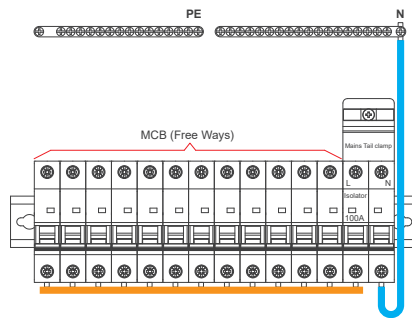 PE
N
Mains Tail clamp
MCB (Free Ways)
L
N
Isolator
100A